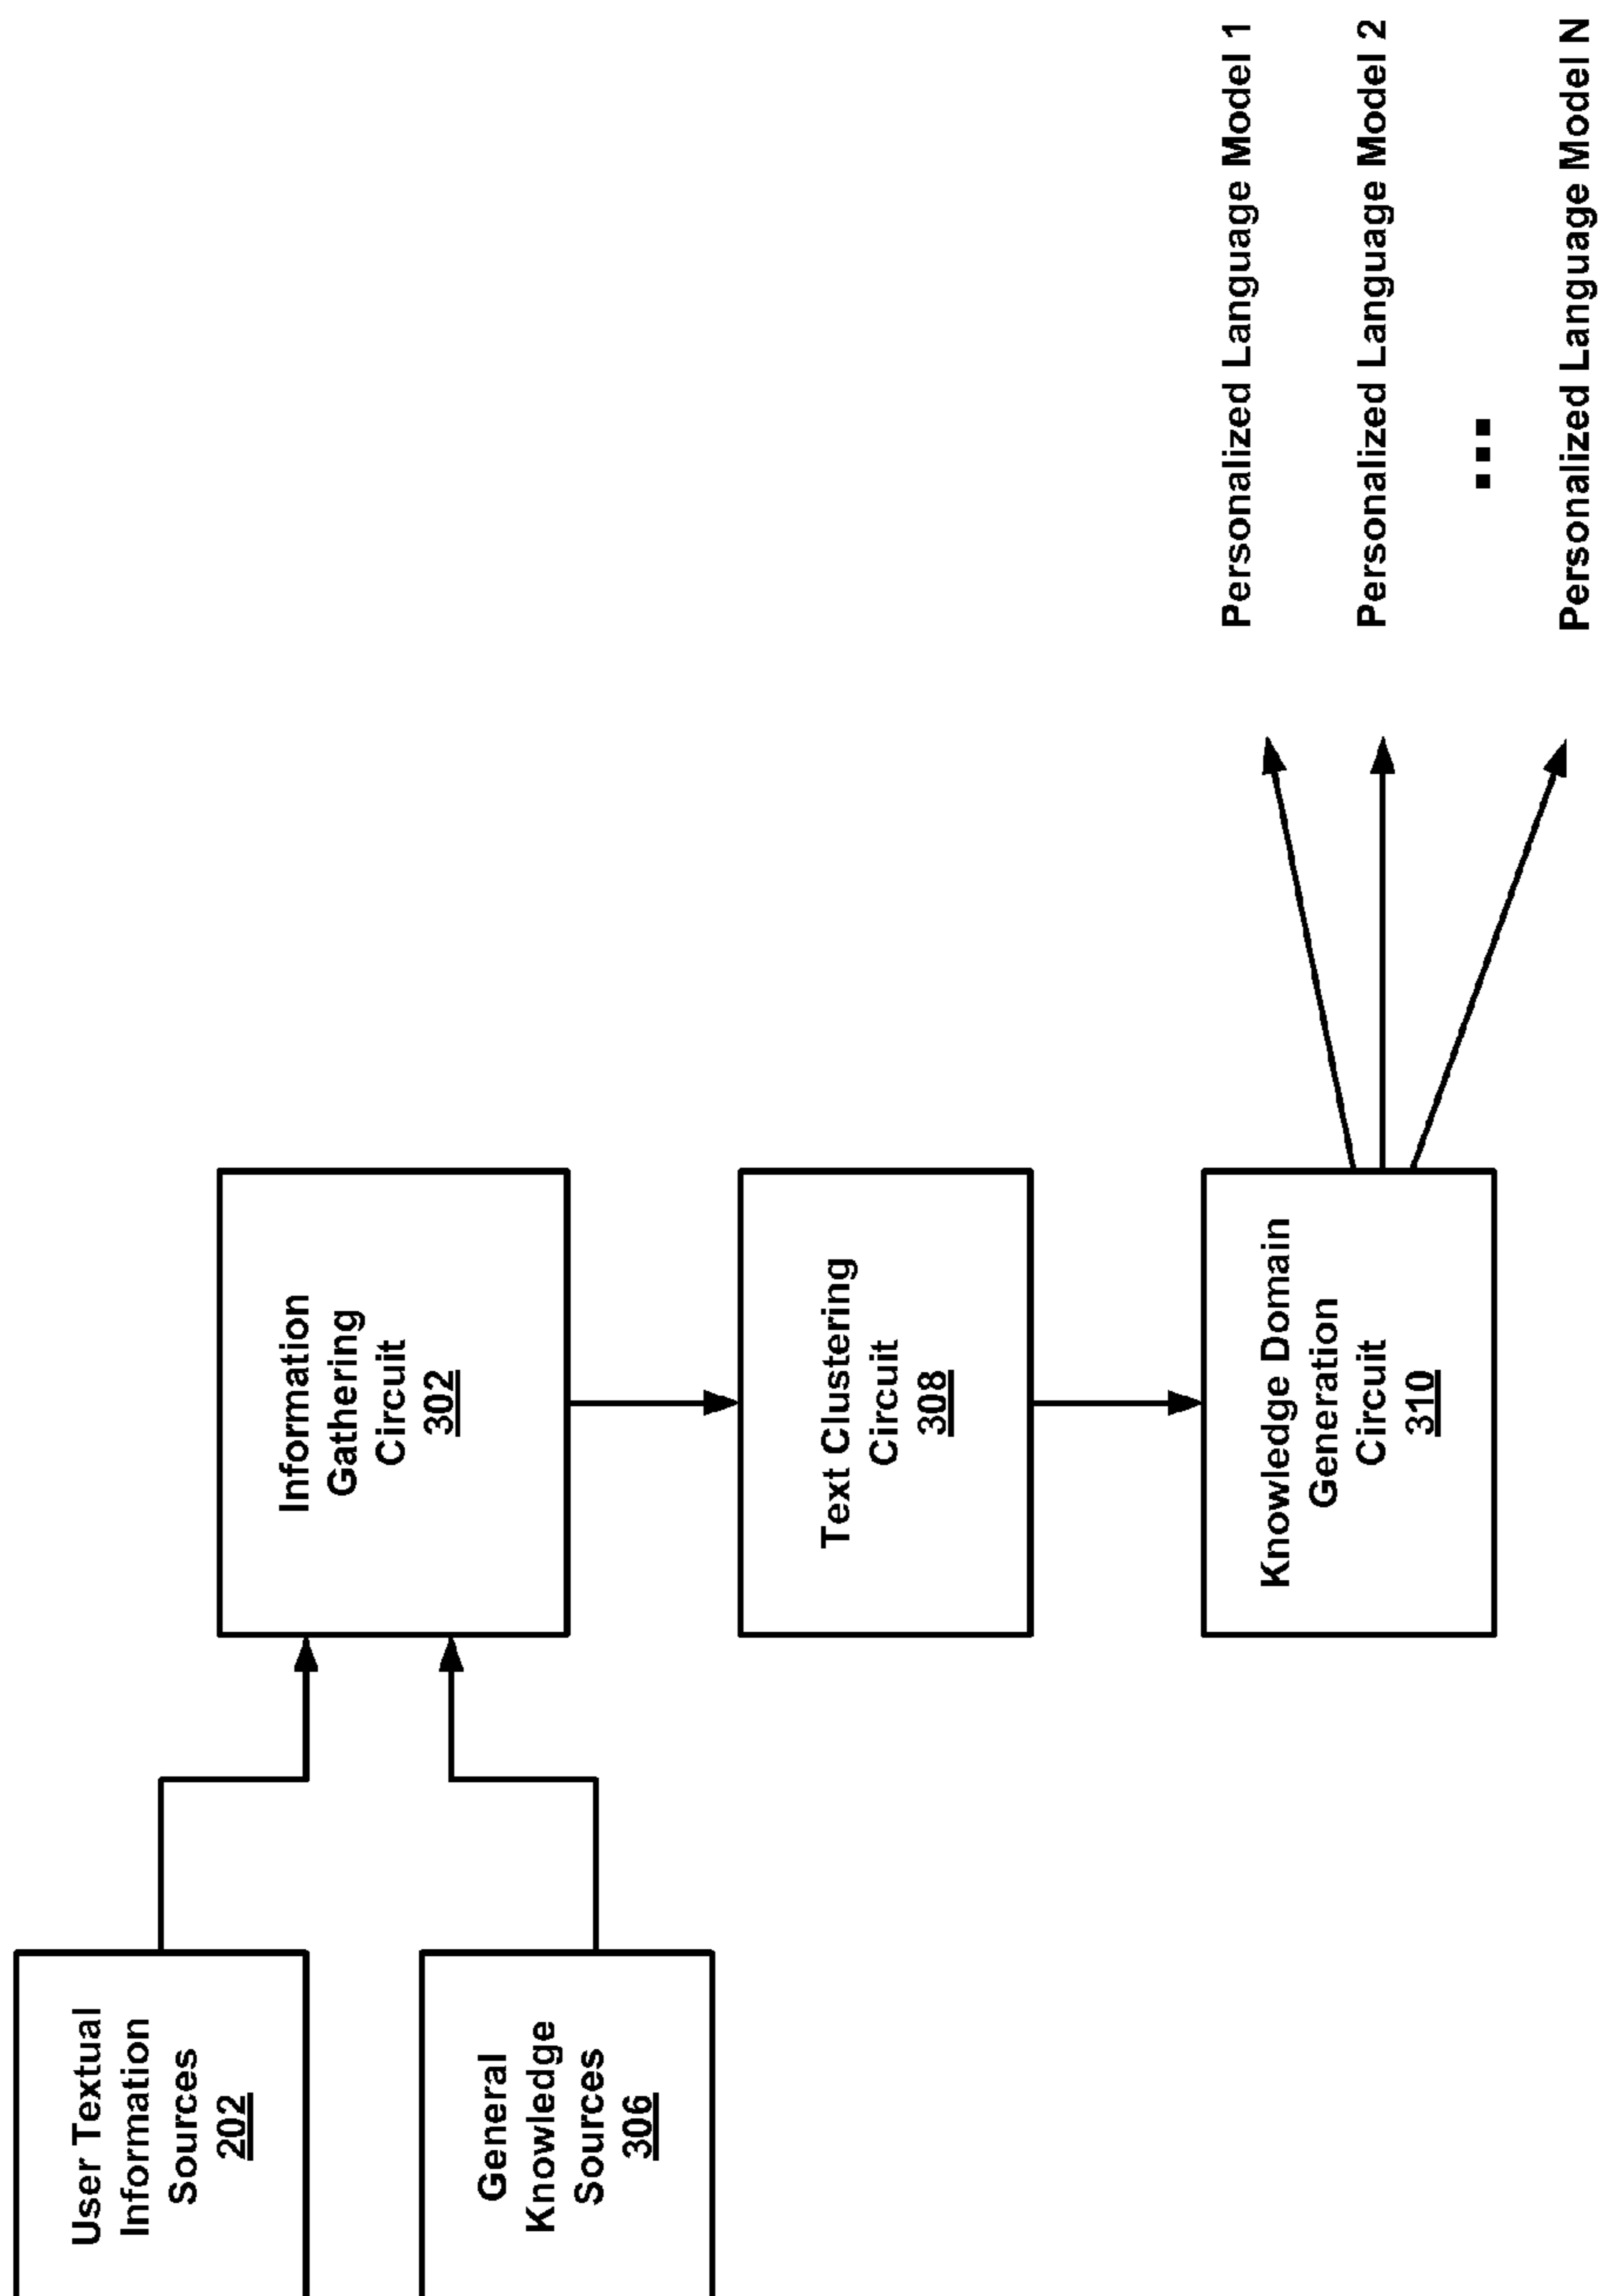 User Textual
Information
Sources
202
General
Knowledge
Sources
306
Information
Gathering
Circuit
302
Text Clustering
Circuit
308
Knowledge Domain
Generation
Circuit
310
Personalized Language Model 1
Personalized Language Model 2
...
Personalized Language Model N